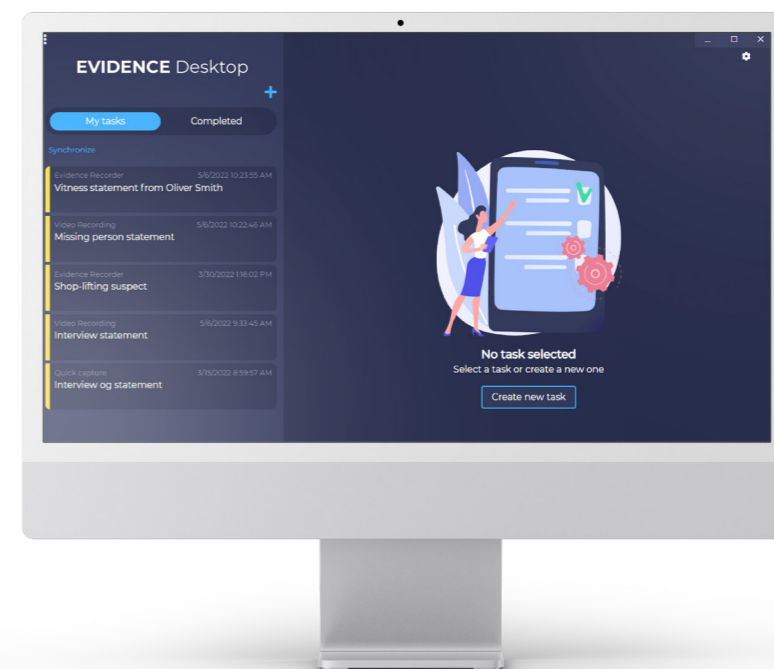 EVIDENCE Desktop
My tasks
Completed
Synchronize
Evidence Recorder 5/6/2022 10:23:55 AM
Vitness statement from Oliver Smith
Video Recording 5/6/2022 10:22:46 AM
Missing person statement
Evidence Recorder 3/30/2022 1:16:02 PM
Shop-lifting suspect
Video Recording 5/6/2022 9:33:45 AM
Interview statement
Quick capture 3/15/2022 8:59:57 AM
Interview og statement
No task selected
Select a task or create a new one
Create new task